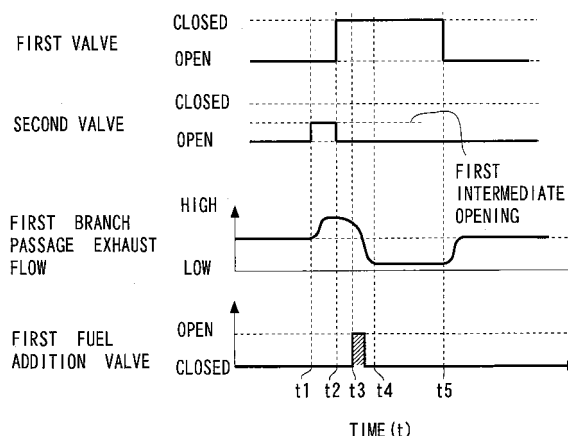 FIRST VALVE
CLOSED
OPEN
SECOND VALVE
CLOSED
OPEN
FIRST
INTERMEDIATE
OPENING
FIRST BRANCH
PASSAGE EXHAUST
FLOW
HIGH
LOW
FIRST FUEL
ADDITION VALVE
OPEN
CLOSED
t1 t2 t3 t4 t5
TIME(t)